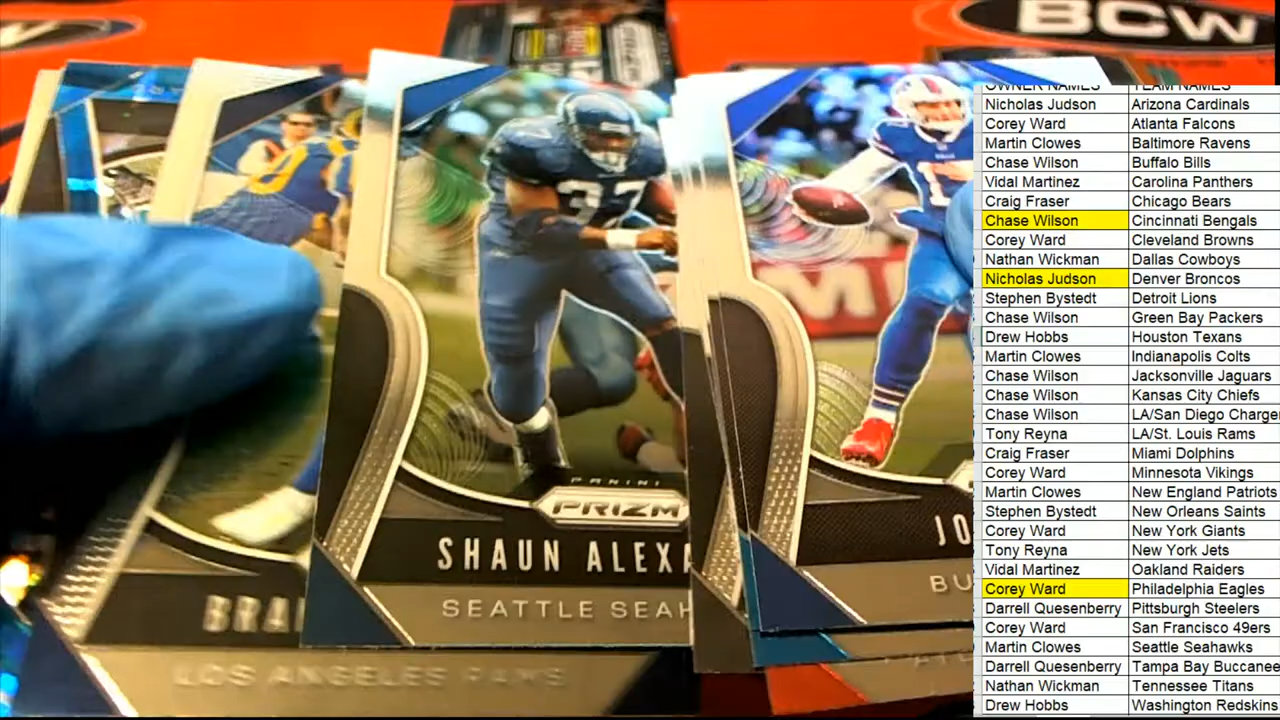 BCW
OWNER NAMES TEAM NAMES
Nicholas Judson Arizona Cardinals
Corey Ward Atlanta Falcons
Martin Clowes Baltimore Ravens
Chase Wilson Buffalo Bills
Vidal Martinez Carolina Panthers
Craig Fraser Chicago Bears
Chase Wilson Cincinnati Bengals
Corey Ward Cleveland Browns
Nathan Wickman Dallas Cowboys
Nicholas Judson Denver Broncos
Stephen Bystedt Detroit Lions
Chase Wilson Green Bay Packers
Drew Hobbs Houston Texans
Martin Clowes Indianapolis Colts
Chase Wilson Jacksonville Jaguars
Chase Wilson Kansas City Chiefs
Chase Wilson LA/San Diego Charge
Tony Reyna LA/St. Louis Rams
Craig Fraser Miami Dolphins
Corey Ward Minnesota Vikings
Martin Clowes New England Patriots
Stephen Bystedt New Orleans Saints
Corey Ward New York Giants
Tony Reyna New York Jets
Vidal Martinez Oakland Raiders
Corey Ward Philadelphia Eagles
Darrell Quesenberry Pittsburgh Steelers
Corey Ward San Francisco 49ers
Martin Clowes Seattle Seahawks
Darrell Quesenberry Tampa Bay Buccanee
Nathan Wickman Tennessee Titans
Drew Hobbs Washington Redskins
37
PANINI
PRIZM
SHAUN ALEXA
SEATTLE SEAH
JO
BU
BRA
LOS ANGELES RAMS